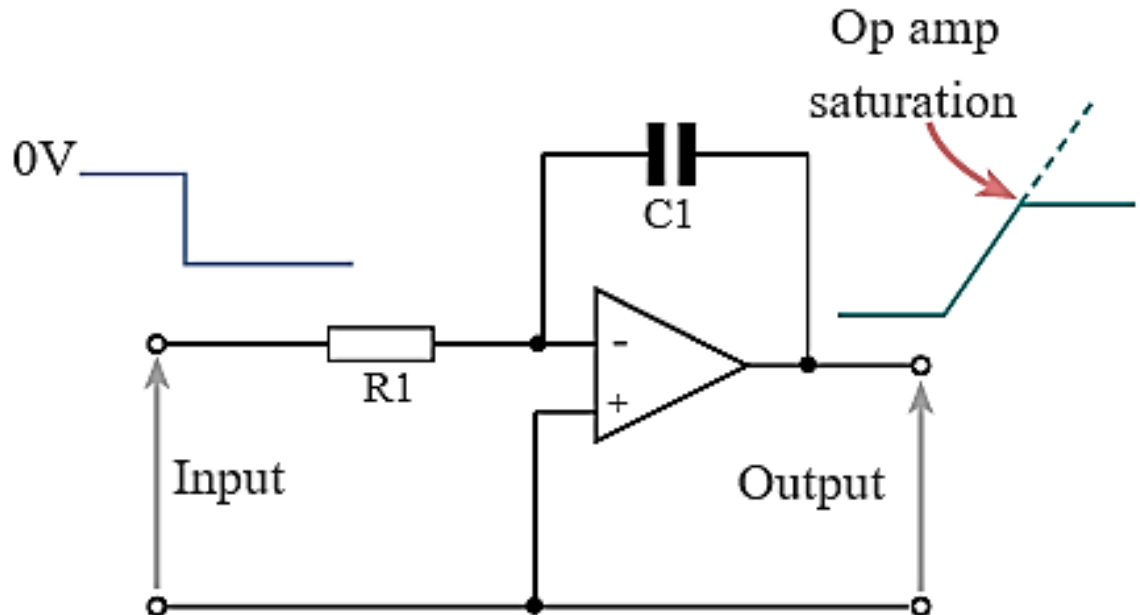 Op amp
saturation
0V
C1
-
R1
+
Input
Output